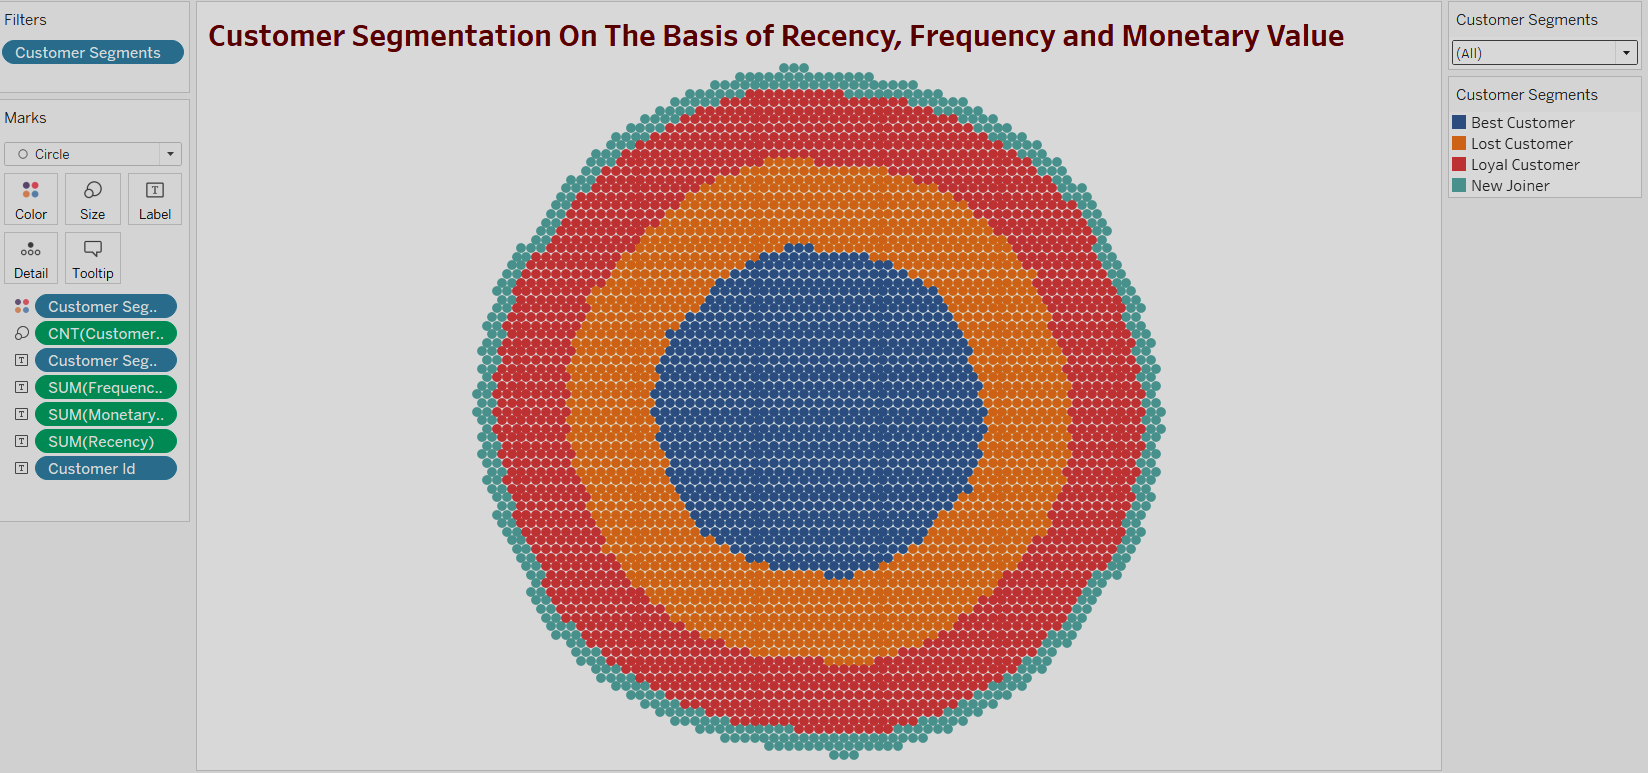 Filters
Customer Segments
Marks
Circle
Color
Size
Label
Detail
Tooltip
Customer Seg..
CNT(Customer..
Customer Seg..
SUM(Frequenc..
SUM(Monetary..
SUM(Recency)
Customer Id
Customer Segmentation On The Basis of Recency, Frequency and Monetary Value
Customer Segments
(All)
Customer Segments
Best Customer
Lost Customer
Loyal Customer
New Joiner